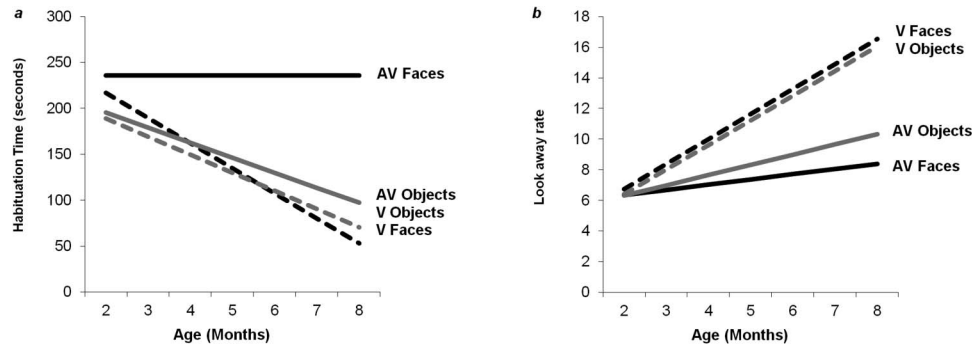 a
Habituation Time (seconds)
300
250
200
150
100
50
0
2 3 4 5 6 7 8
Age (Months)
AV Faces
AV Objects
V Objects
V Faces
b
Look away rate
18
16
14
12
10
8
6
4
2
0
2 3 4 5 6 7 8
Age (Months)
V Faces
V Objects
AV Objects
AV Faces